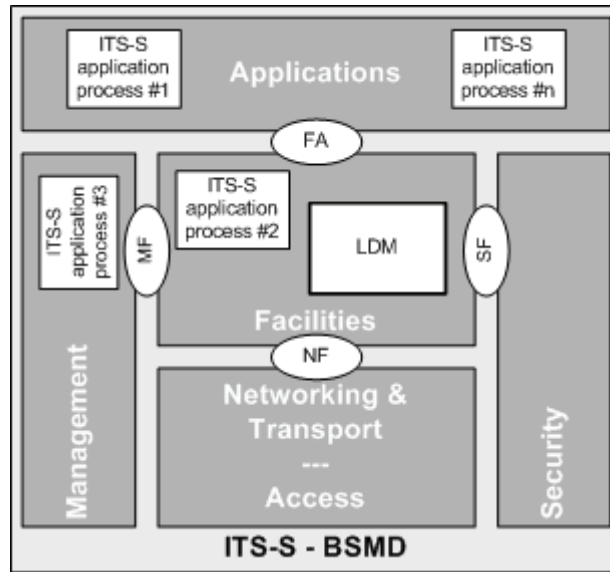 ITS-S
application
process #1
Applications
ITS-S
application
process #n
FA
ITS-S
application
process #3
MF
ITS-S
application
process #2
LDM
SF
Facilities
NF
Management
Networking &
Transport
---
Access
Security
ITS-S - BSMD